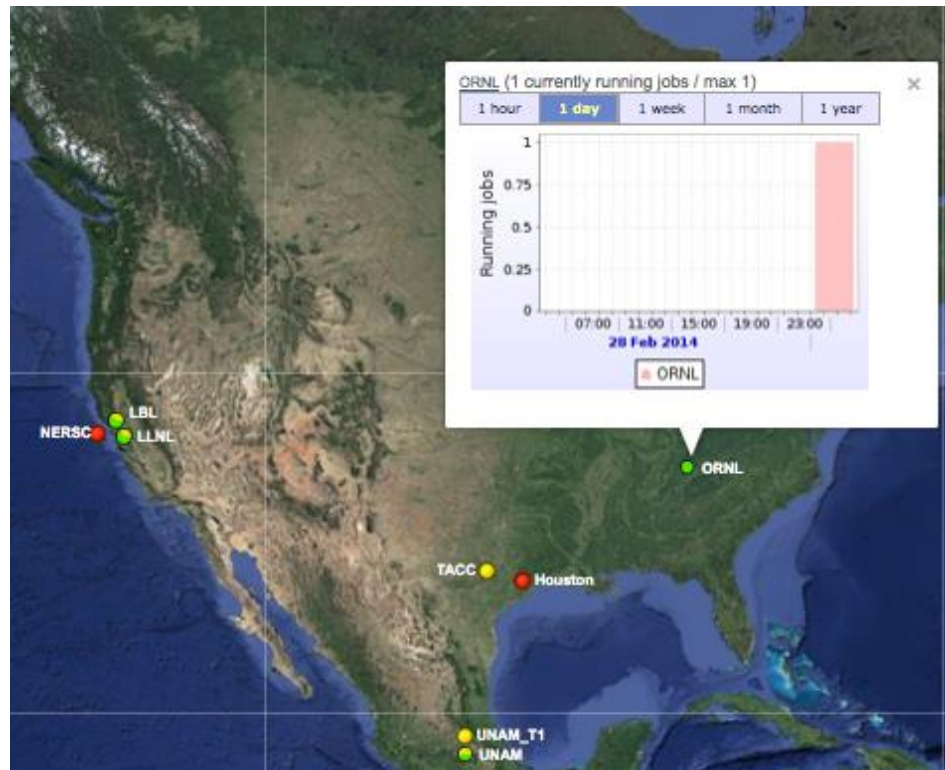 ORNL (1 currently running jobs / max 1)
1 hour 1 day 1 week 1 month 1 year
Running jobs
1
0.75
0.5
0.25
0
07:00 11:00 15:00 19:00 23:00
28 Feb 2014
ORNL
LBL
NERSC
LLNL
ORNL
TACC
Houston
UNAM_T1
UNAM